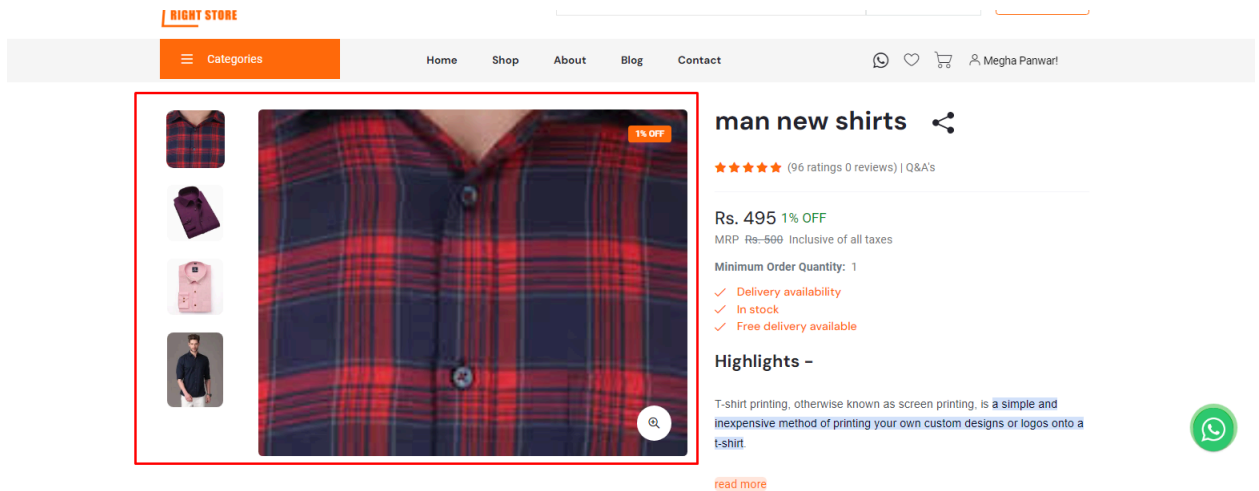 RIGHT STORE
Categories
Home Shop About Blog Contact
Megha Panwar!
1% OFF
man new shirts
(96 ratings 0 reviews) | Q&A's
Rs. 495 1% OFF
MRP Rs. 500 Inclusive of all taxes
Minimum Order Quantity: 1
Delivery availability
In stock
Free delivery available
Highlights -
T-shirt printing, otherwise known as screen printing, is a simple and
inexpensive method of printing your own custom designs or logos onto a
t-shirt.
read more